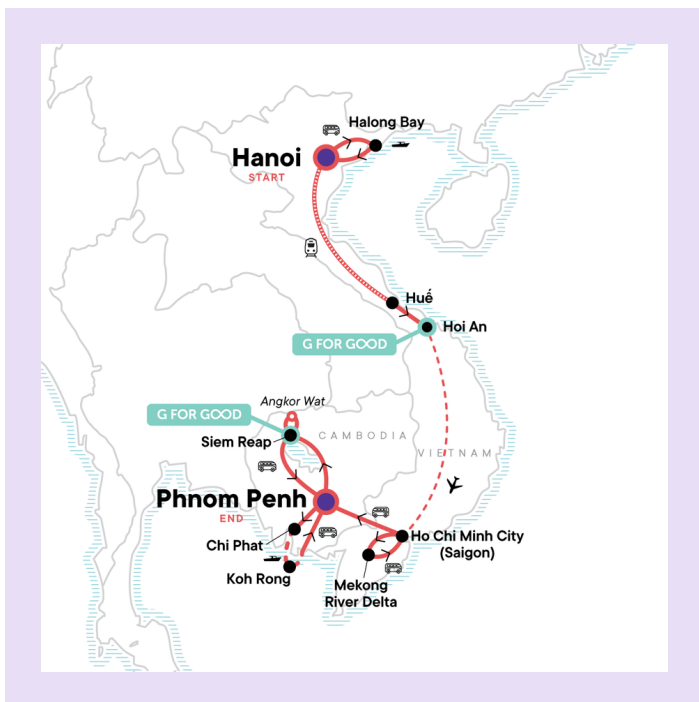 Halong Bay
Hanoi
START
Huế
Hoi An
G FOR GOOD
Angkor Wat
G FOR GOOD
Siem Reap
CAMBODIA
VIETNAM
Phnom Penh
END
Ho Chi Minh City
(Saigon)
Chi Phat
Koh Rong
Mekong
River Delta